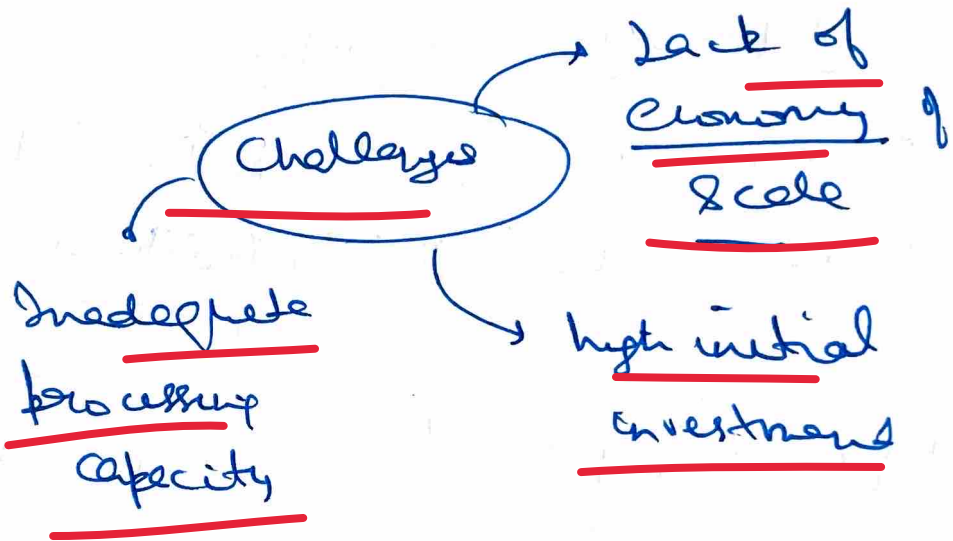 Challenges
Lack of
economy of
scale
Inadequate
processing
capacity
high initial
investment